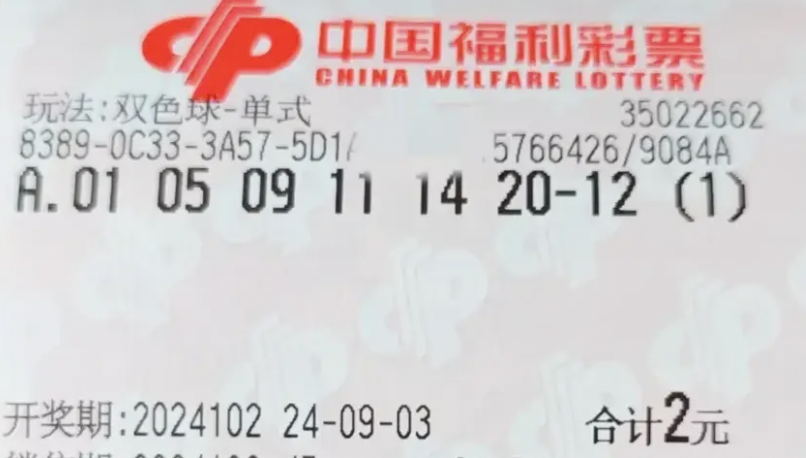 中国福利彩票
CHINA WELFARE LOTTERY
玩法:双色球-单式 35022662
8389-0C33-3A57-5D1 5766426/9084A
A.01 05 09 11 14 20-12 (1)
开奖期:2024102 24-09-03 合计2元